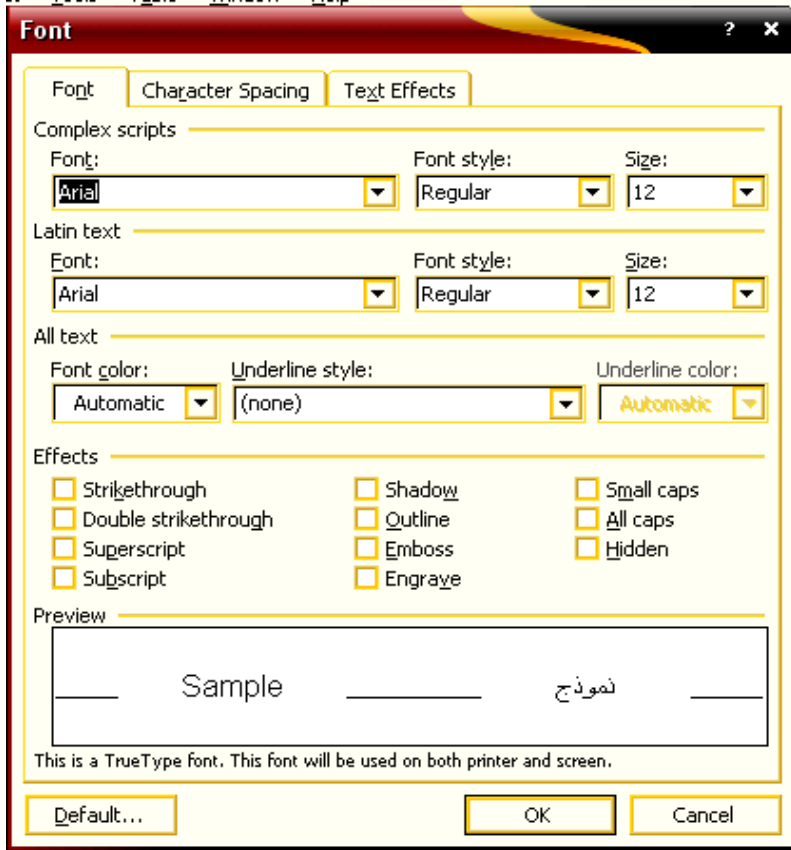 Font ?
Font Character Spacing Text Effects
Complex scripts
Font: Font style: Size:
Arial Regular 12
Latin text
Font: Font style: Size:
Arial Regular 12
All text
Font color: Underline style: Underline color:
Automatic (none) Automatic
Effects
Strikethrough Shadow Small caps
Double strikethrough Outline All caps
Superscript Emboss Hidden
Subscript Engrave
Preview
Sample نموذج
This is a TrueType font. This font will be used on both printer and screen.
Default... OK Cancel